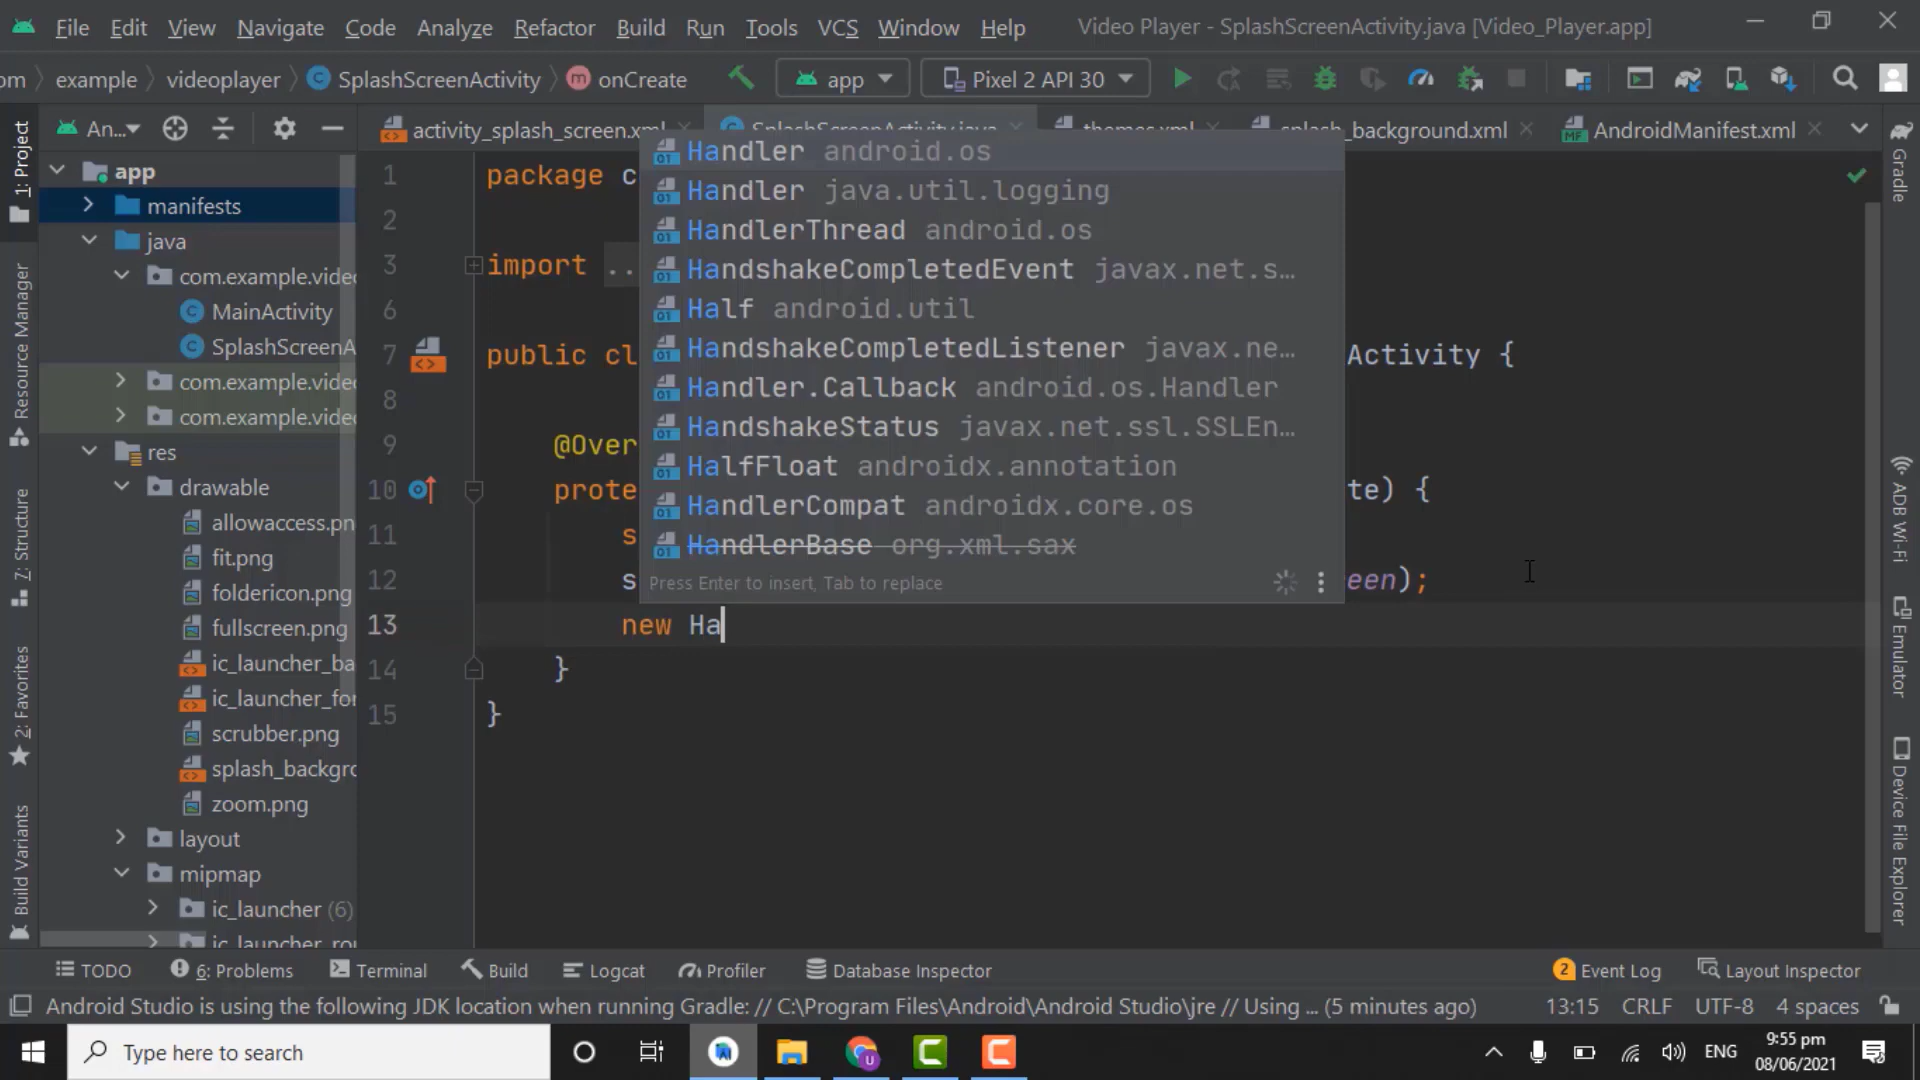 File Edit View Navigate Code Analyze Refactor Build Run Tools VCS Window Help Video Player - SplashScreenActivity.java [Video_Player.app]
om example videoplayer SplashScreenActivity onCreate app Pixel 2 API 30
An... activity_splash_screen.xml SplashScreenActivity.java themes.xml splash_background.xml AndroidManifest.xml
1: Project
Resource Manager
7: Structure
2: Favorites
Build Variants
app
manifests
java
com.example.vide
MainActivity
SplashScreenA
com.example.vide
com.example.vide
res
drawable
allowaccess.pn
fit.png
foldericon.png
fullscreen.png
ic_launcher_ba
ic_launcher_for
scrubber.png
splash_backgro
zoom.png
layout
mipmap
ic_launcher (6)
ic_launcher_rou
1 package c
2
3 import ..
6
7 public cl Activity {
8
9 @Over
10 prote te) {
11 s
12 s een);
13 new Ha
14 }
15 }
Handler android.os
Handler java.util.logging
HandlerThread android.os
HandshakeCompletedEvent javax.net.s...
Half android.util
HandshakeCompletedListener javax.ne...
Handler.Callback android.os.Handler
HandshakeStatus javax.net.ssl.SSLEn...
HalfFloat androidx.annotation
HandlerCompat androidx.core.os
HandlerBase org.xml.sax
Press Enter to insert, Tab to replace
Gradle
ADB Wi-Fi
Emulator
Device File Explorer
TODO 6: Problems Terminal Build Logcat Profiler Database Inspector 2 Event Log Layout Inspector
Android Studio is using the following JDK location when running Gradle: // C:\Program Files\Android\Android Studio\jre // Using ... (5 minutes ago) 13:15 CRLF UTF-8 4 spaces
Type here to search ENG 9:55 pm
08/06/2021